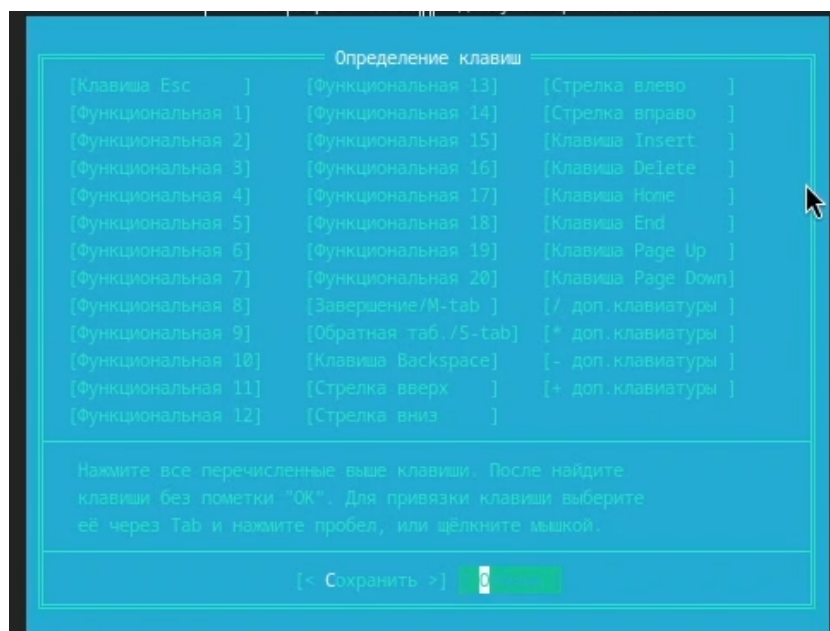 Определение клавиш
[Клавиша Esc ] [Функциональная 13] [Стрелка влево ]
[Функциональная 1] [Функциональная 14] [Стрелка вправо ]
[Функциональная 2] [Функциональная 15] [Клавиша Insert ]
[Функциональная 3] [Функциональная 16] [Клавиша Delete ]
[Функциональная 4] [Функциональная 17] [Клавиша Home ]
[Функциональная 5] [Функциональная 18] [Клавиша End ]
[Функциональная 6] [Функциональная 19] [Клавиша Page Up ]
[Функциональная 7] [Функциональная 20] [Клавиша Page Down]
[Функциональная 8] [Завершение/M-tab ] [/ доп.клавиатуры ]
[Функциональная 9] [Обратная таб./S-tab] [* доп.клавиатуры ]
[Функциональная 10] [Клавиша Backspace] [- доп.клавиатуры ]
[Функциональная 11] [Стрелка вверх ] [+ доп.клавиатуры ]
[Функциональная 12] [Стрелка вниз ]
Нажмите все перечисленные выше клавиши. После найдите
клавиши без пометки "OK". Для привязки клавиши выберите
её через Tab и нажмите пробел, или щёлкните мышкой.
[< Сохранить >]